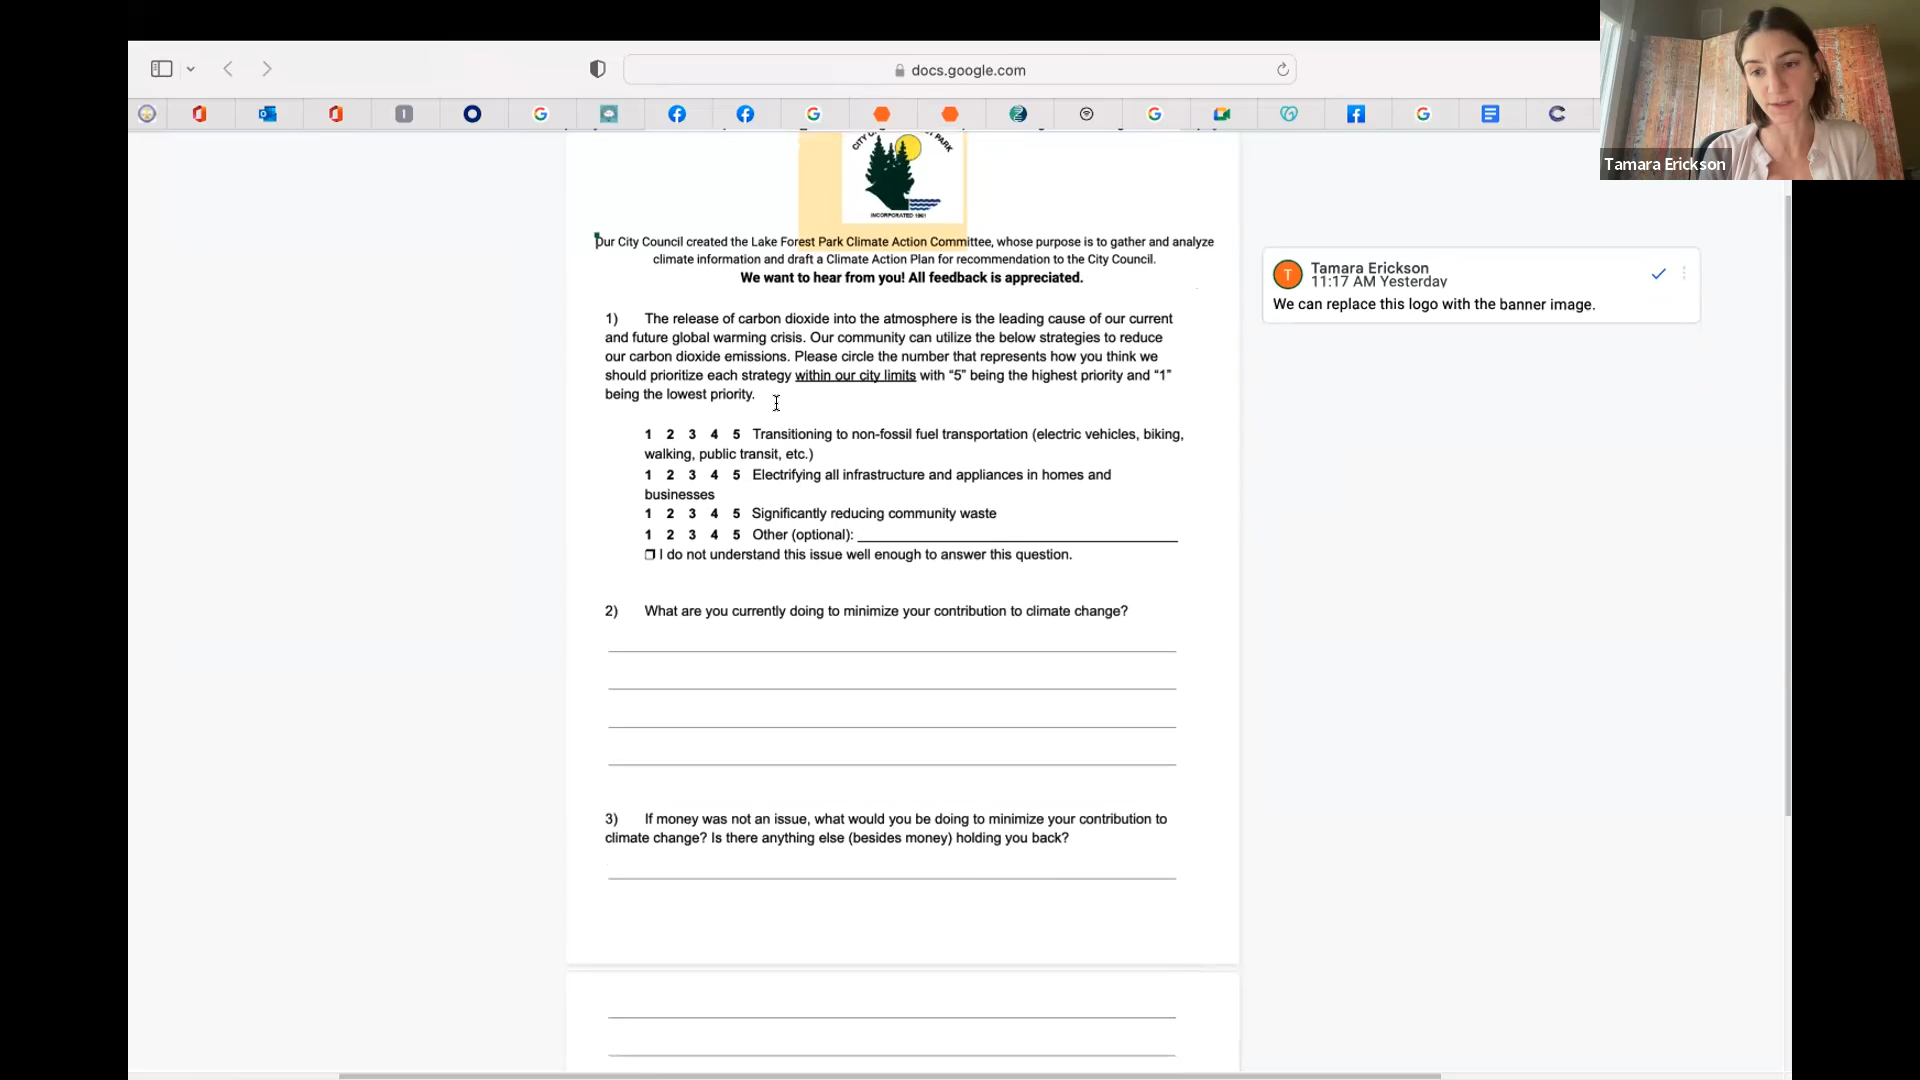 docs.google.com
Tamara Erickson
CITY O
T PARK
INCORPORATED 1961
Our City Council created the Lake Forest Park Climate Action Committee, whose purpose is to gather and analyze
climate information and draft a Climate Action Plan for recommendation to the City Council.
We want to hear from you! All feedback is appreciated.
T
Tamara Erickson
11:17 AM Yesterday
We can replace this logo with the banner image.
1) The release of carbon dioxide into the atmosphere is the leading cause of our current
and future global warming crisis. Our community can utilize the below strategies to reduce
our carbon dioxide emissions. Please circle the number that represents how you think we
should prioritize each strategy within our city limits with “5” being the highest priority and “1”
being the lowest priority.
1 2 3 4 5 Transitioning to non-fossil fuel transportation (electric vehicles, biking,
walking, public transit, etc.)
1 2 3 4 5 Electrifying all infrastructure and appliances in homes and
businesses
1 2 3 4 5 Significantly reducing community waste
1 2 3 4 5 Other (optional):
I do not understand this issue well enough to answer this question.
2) What are you currently doing to minimize your contribution to climate change?
3) If money was not an issue, what would you be doing to minimize your contribution to
climate change? Is there anything else (besides money) holding you back?